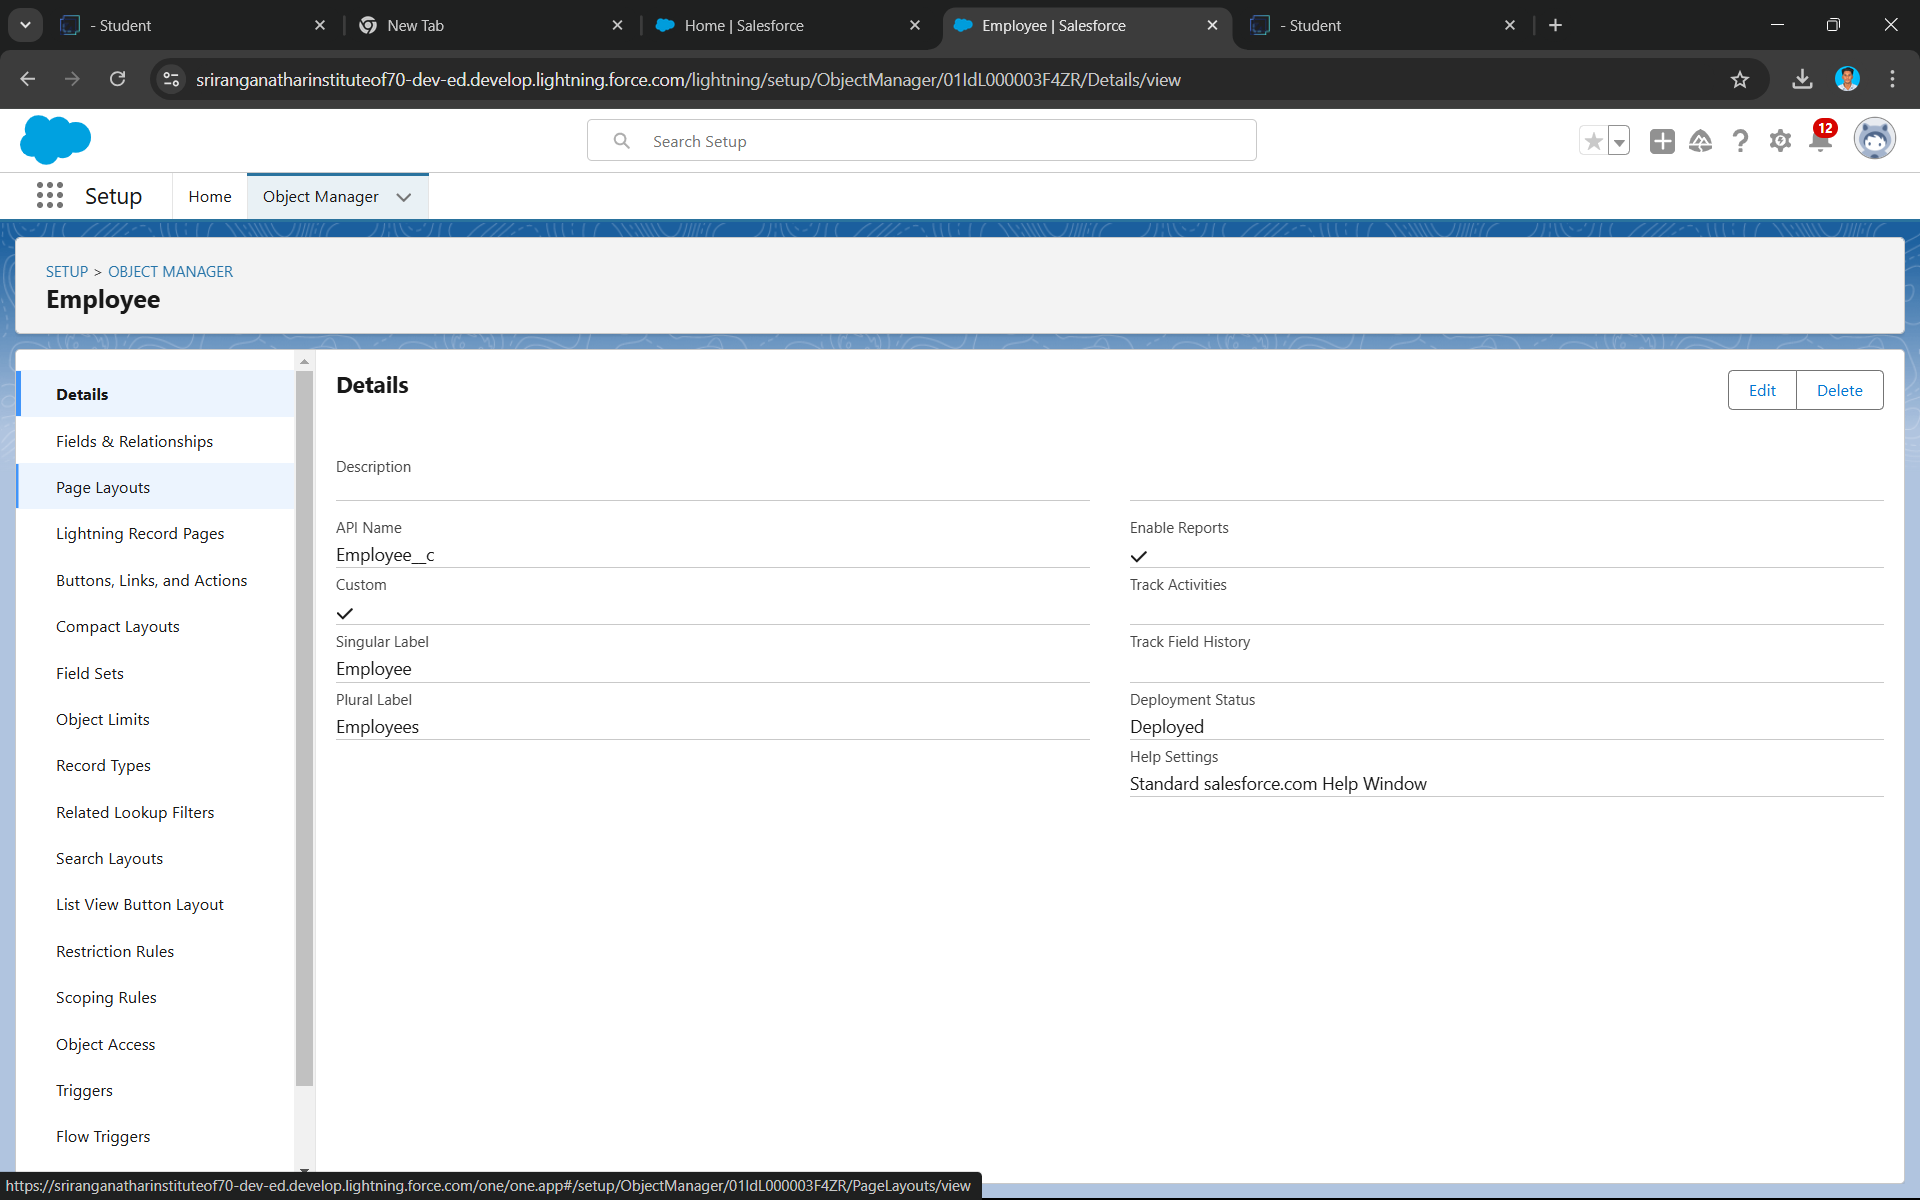 - Student
New Tab
Home | Salesforce
Employee | Salesforce
- Student
sriranganatharinstituteof70-dev-ed.develop.lightning.force.com/lightning/setup/ObjectManager/01IdL000003F4ZR/Details/view
Search Setup
12
Setup
Home
Object Manager
SETUP > OBJECT MANAGER
Employee
Details
Fields & Relationships
Page Layouts
Lightning Record Pages
Buttons, Links, and Actions
Compact Layouts
Field Sets
Object Limits
Record Types
Related Lookup Filters
Search Layouts
List View Button Layout
Restriction Rules
Scoping Rules
Object Access
Triggers
Flow Triggers
Details
Edit
Delete
Description
API Name
Employee__c
Custom
Singular Label
Employee
Plural Label
Employees
Enable Reports
Track Activities
Track Field History
Deployment Status
Deployed
Help Settings
Standard salesforce.com Help Window
https://sriranganatharinstituteof70-dev-ed.develop.lightning.force.com/one/one.app#/setup/ObjectManager/01IdL000003F4ZR/PageLayouts/view